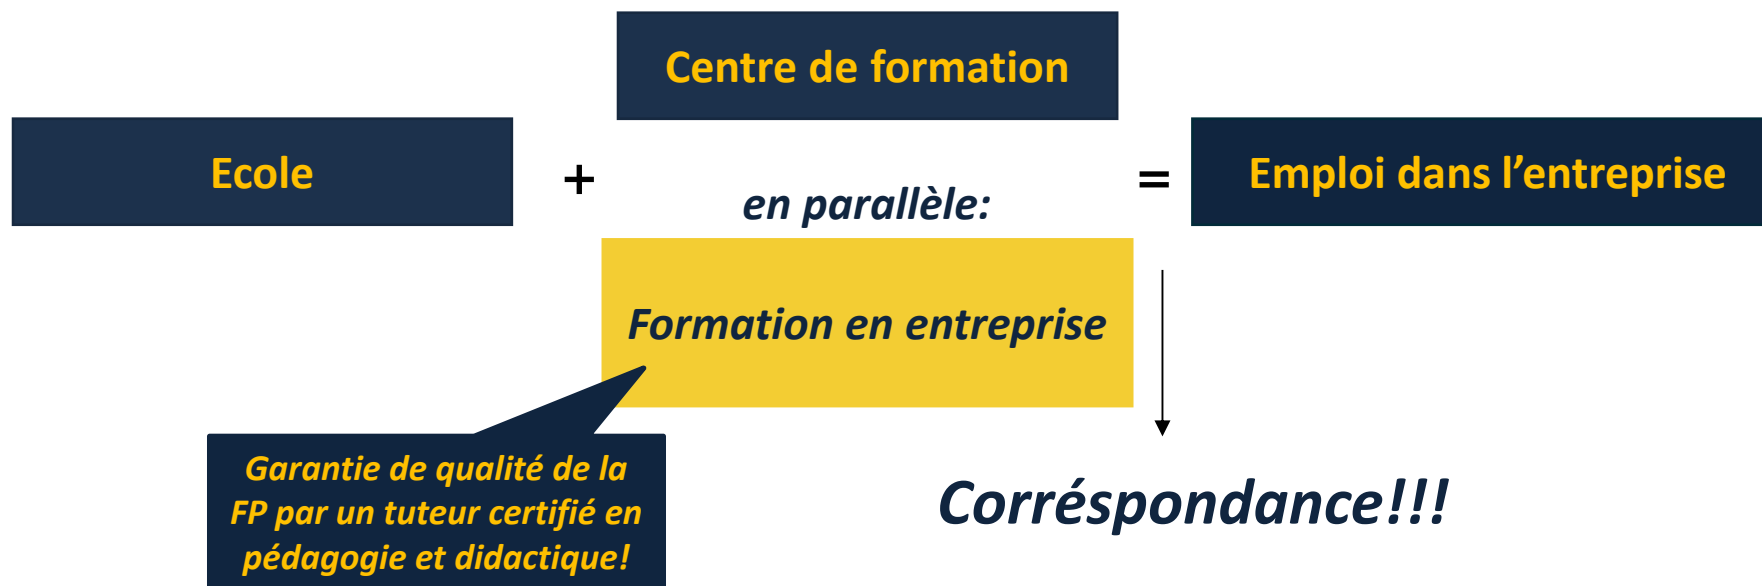 Centre de formation
Ecole
+
en parallèle:
=
Emploi dans l’entreprise
Formation en entreprise
Garantie de qualité de la
FP par un tuteur certifié en
pédagogie et didactique!
Corréspondance!!!